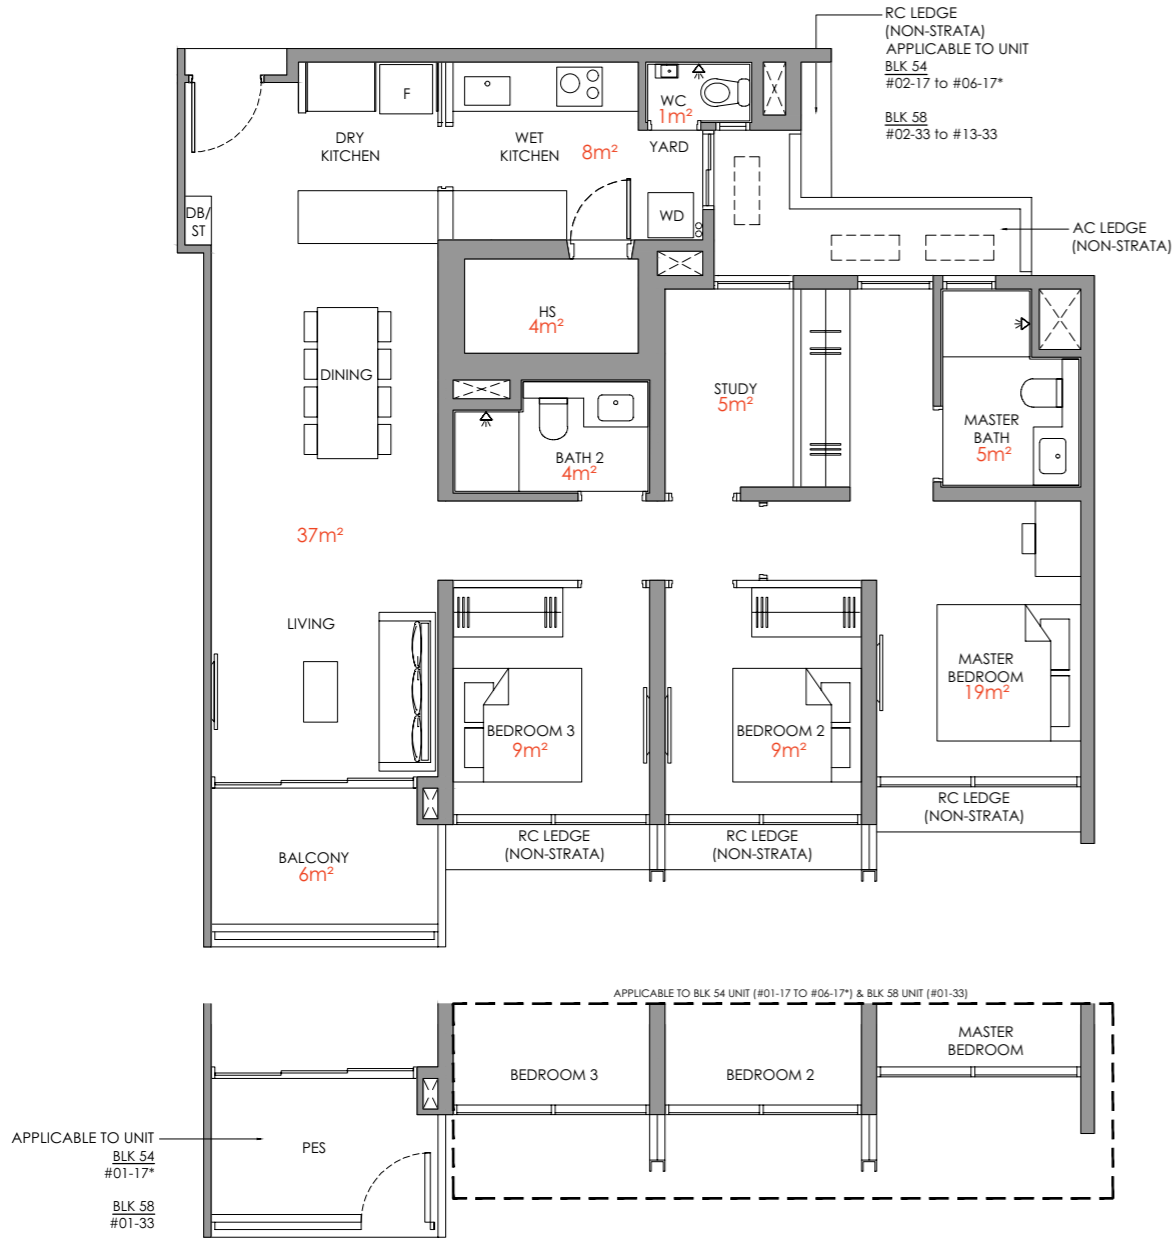 RC LEDGE
(NON-STRATA)
APPLICABLE TO UNIT
BLK 54
#02-17 to #06-17*
BLK 58
#02-33 to #13-33
F
WC
1m²
DRY
KITCHEN
WET
KITCHEN
8m²
YARD
DB/
ST
WD
AC LEDGE
(NON-STRATA)
HS
4m²
DINING
STUDY
5m²
MASTER
BATH
5m²
BATH 2
4m²
37m²
LIVING
MASTER
BEDROOM
19m²
BEDROOM 3
9m²
BEDROOM 2
9m²
RC LEDGE
(NON-STRATA)
RC LEDGE
(NON-STRATA)
RC LEDGE
(NON-STRATA)
BALCONY
6m²
APPLICABLE TO BLK 54 UNIT (#01-17 TO #06-17*) & BLK 58 UNIT (#01-33)
MASTER
BEDROOM
BEDROOM 3
BEDROOM 2
APPLICABLE TO UNIT
BLK 54
#01-17*
BLK 58
#01-33
PES